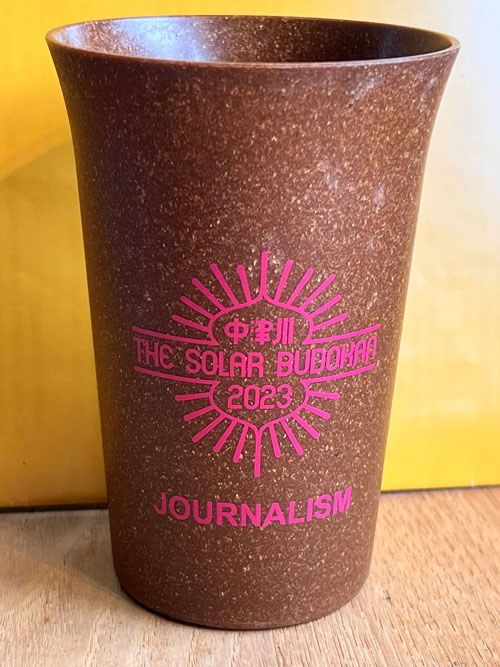 中津川
THE SOLAR BUDOKAN
2023
JOURNALISM